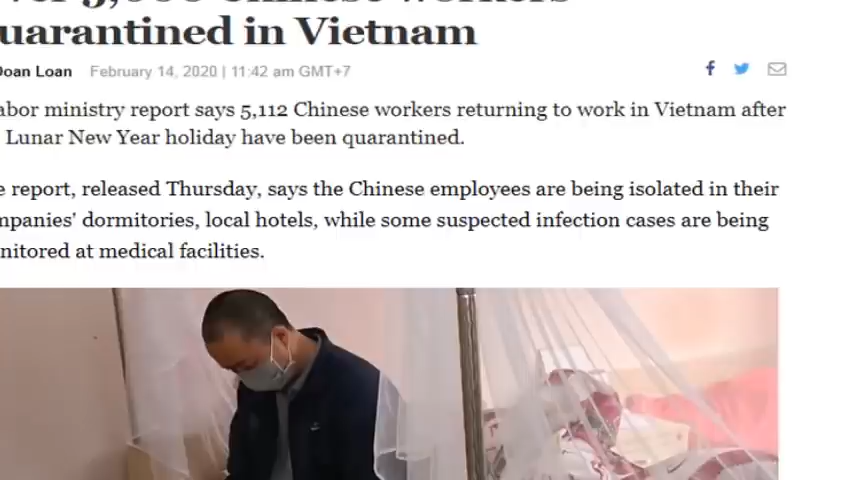 quarantined in Vietnam
Doan Loan February 14, 2020 | 11:42 am GMT+7
abor ministry report says 5,112 Chinese workers returning to work in Vietnam after
Lunar New Year holiday have been quarantined.
e report, released Thursday, says the Chinese employees are being isolated in their
mpanies' dormitories, local hotels, while some suspected infection cases are being
nitored at medical facilities.